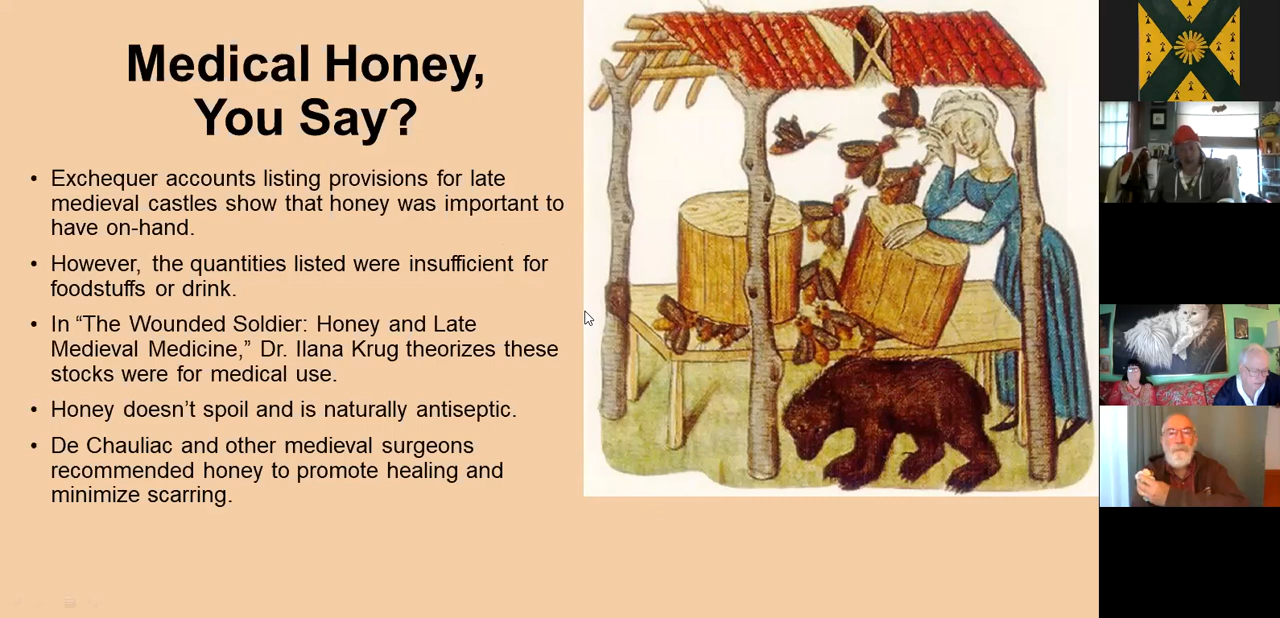 Medical Honey,
You Say?
• Exchequer accounts listing provisions for late
medieval castles show that honey was important to
have on-hand.
• However, the quantities listed were insufficient for
foodstuffs or drink.
• In “The Wounded Soldier: Honey and Late
Medieval Medicine,” Dr. Ilana Krug theorizes these
stocks were for medical use.
• Honey doesn’t spoil and is naturally antiseptic.
• De Chauliac and other medieval surgeons
recommended honey to promote healing and
minimize scarring.